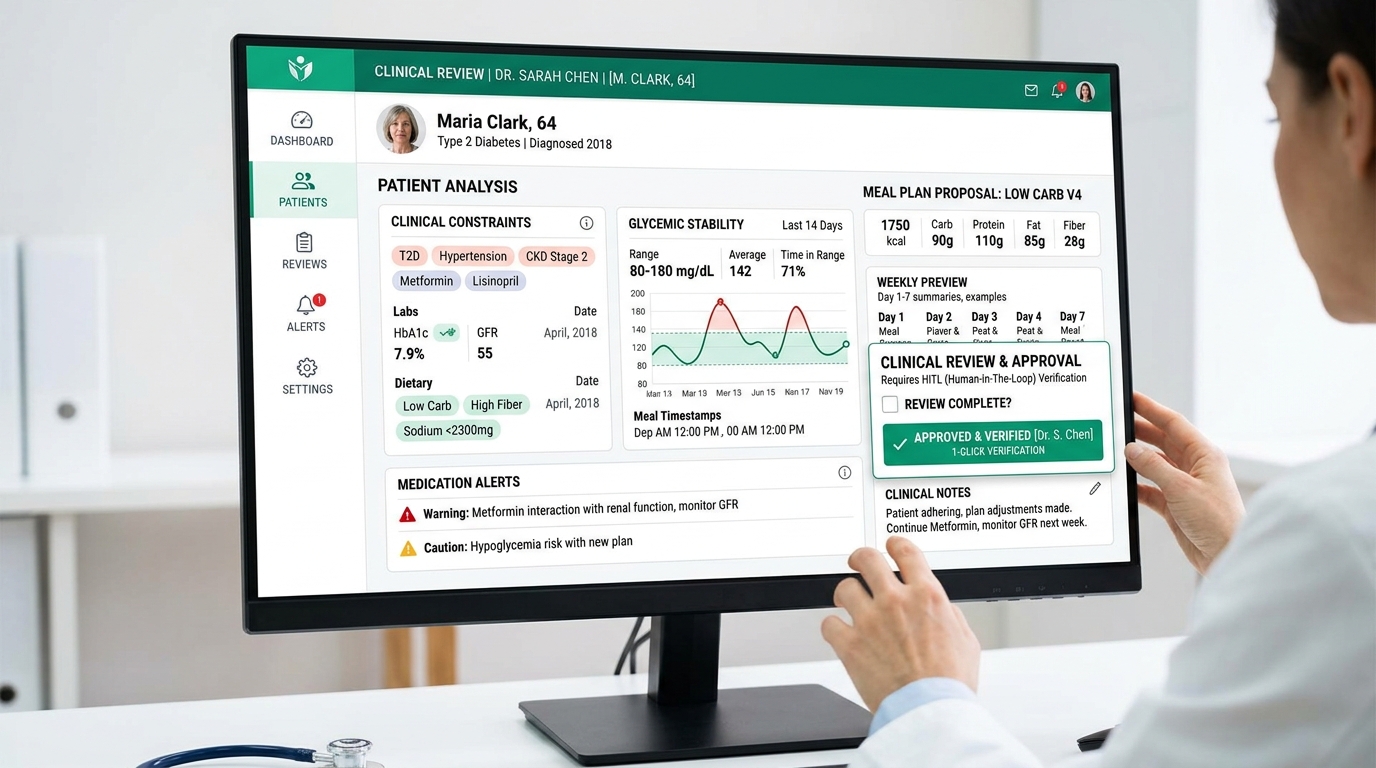 CLINICAL REVIEW | DR. SARAH CHEN | [M. CLARK, 64]
DASHBOARD
PATIENTS
REVIEWS
1
ALERTS
SETTINGS
Maria Clark, 64
Type 2 Diabetes | Diagnosed 2018
PATIENT ANALYSIS
CLINICAL CONSTRAINTS
T2D Hypertension CKD Stage 2
Metformin Lisinopril
Labs Date
HbA1c GFR April, 2018
7.9% 55
Dietary Date
Low Carb High Fiber April, 2018
Sodium <2300mg
GLYCEMIC STABILITY Last 14 Days
Range Average Time in Range
80-180 mg/dL 142 71%
200
180
140
120
80
80
Mar 13 Mer 13 Jun 15 Nan 17 Nav 19
Meal Timestamps
Dep AM 12:00 PM , 00 AM 12:00 PM
MEDICATION ALERTS
Warning: Metformin interaction with renal function, monitor GFR
Caution: Hypoglycemia risk with new plan
MEAL PLAN PROPOSAL: LOW CARB V4
1750 Carb Protein Fat Fiber
kcal 90g 110g 85g 28g
WEEKLY PREVIEW
Day 1-7 summaries, examples
Day 1 Day 2 Day 3 Day 4 Day 7
Meal Piaver & Peat & Peat & Meal
CLINICAL REVIEW & APPROVAL
Requires HITL (Human-In-The-Loop) Verification
REVIEW COMPLETE?
APPROVED & VERIFIED [Dr. S. Chen]
1-CLICK VERIFICATION
CLINICAL NOTES
Patient adhering, plan adjustments made.
Continue Metformin, monitor GFR next week.